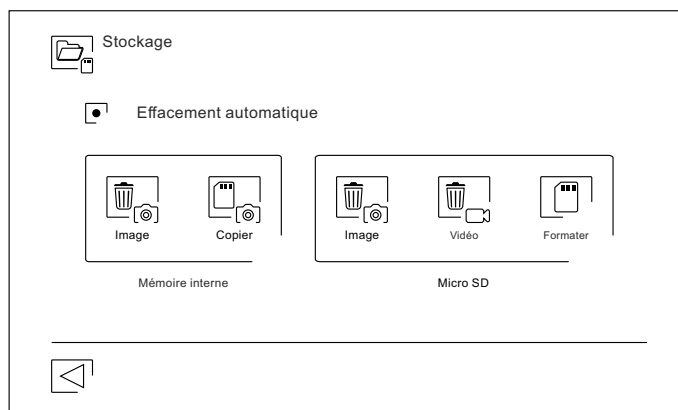 Stockage
Effacement automatique
Image Copier Image Vidéo Formater
Mémoire interne Micro SD